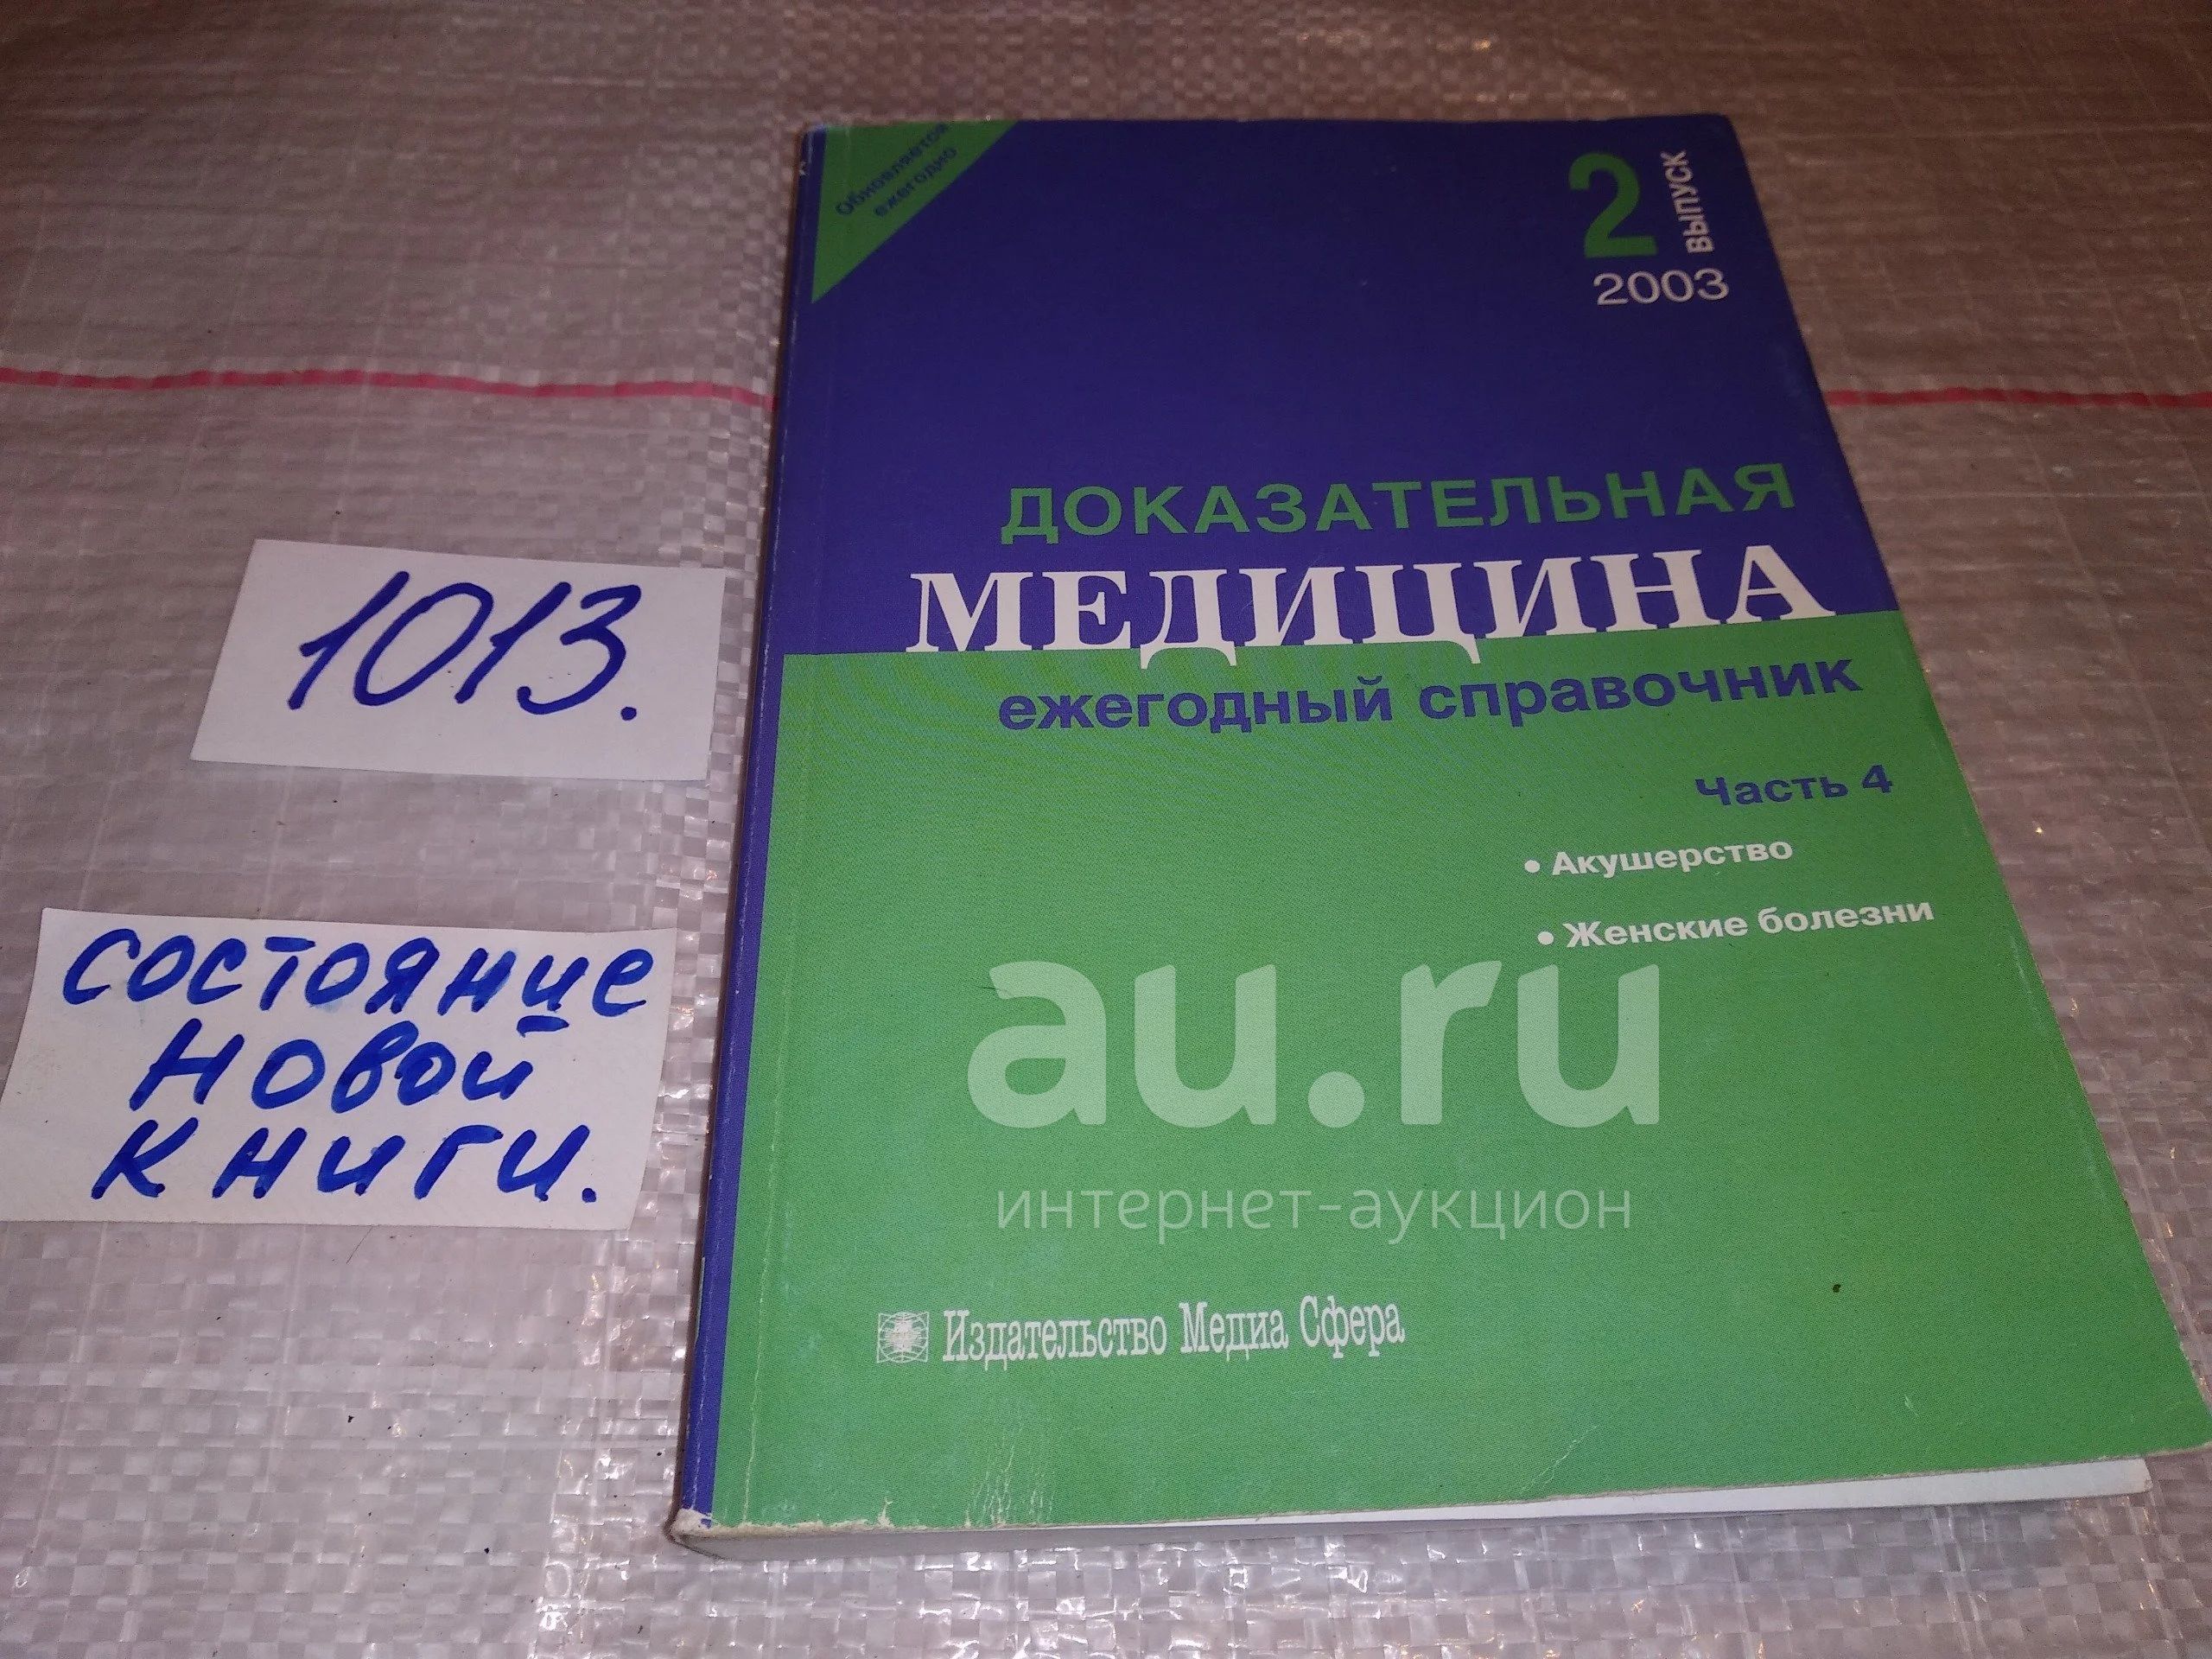 Обновляется
ежегодно
2 выпуск
2003
ДОКАЗАТЕЛЬНАЯ
МЕДИЦИНА
ежегодный справочник
Часть 4
• Акушерство
• Женские болезни
au.ru
интернет-аукцион
Издательство Медиа Сфера
1013.
состояние
новой
книги.